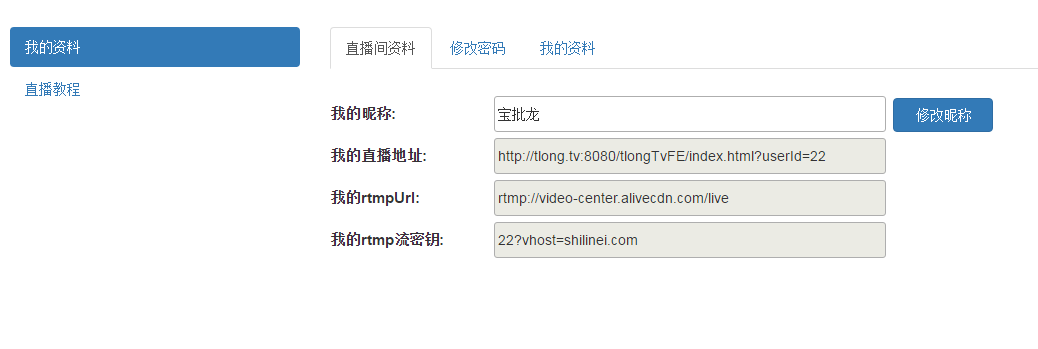 我的资料
直播教程
直播间资料 修改密码 我的资料
我的昵称: 宝批龙 修改昵称
我的直播地址: http://tlong.tv:8080/tlongTvFE/index.html?userId=22
我的rtmpUrl: rtmp://video-center.alivecdn.com/live
我的rtmp流密钥: 22?vhost=shilinei.com